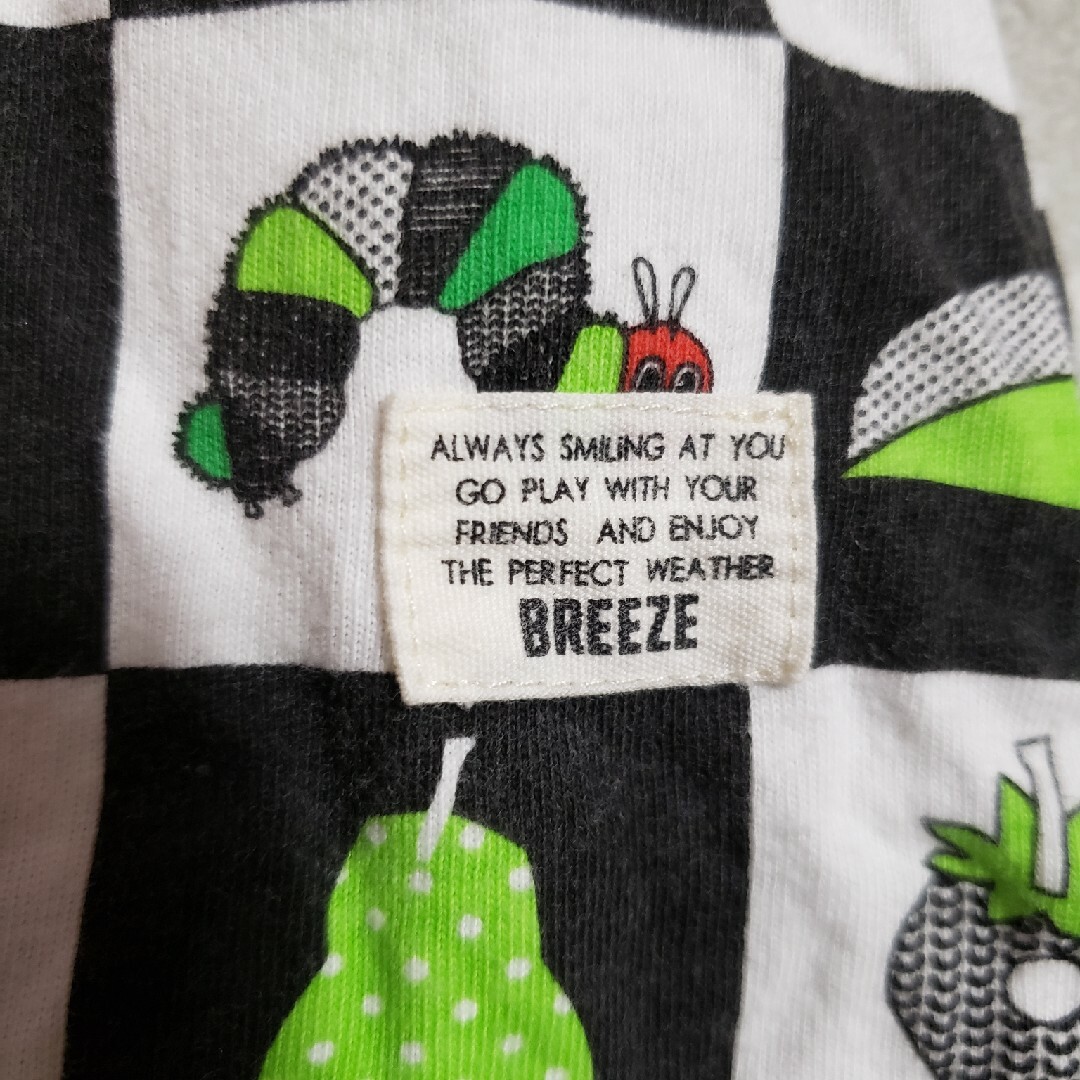 ALWAYS SMILING AT YOU
GO PLAY WITH YOUR
FRIENDS AND ENJOY
THE PERFECT WEATHER
BREEZE